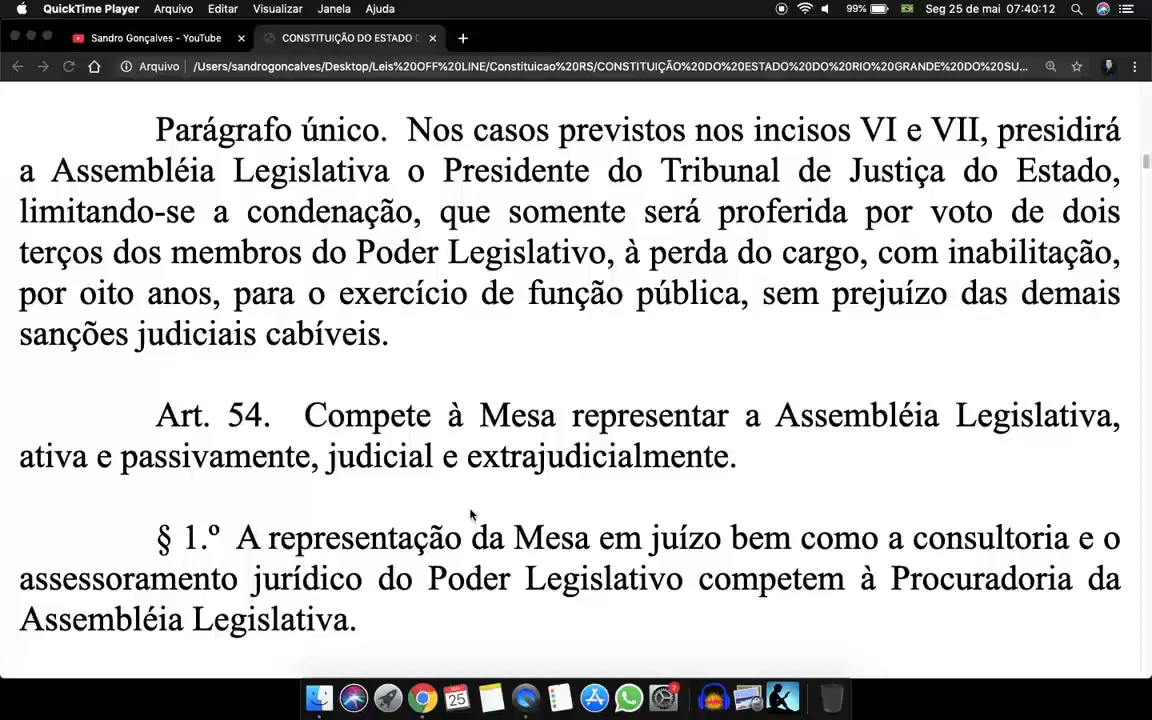 QuickTime Player Arquivo Editar Visualizar Janela Ajuda 99% Seg 25 de mai 07:40:12
Sandro Gonçalves - YouTube CONSTITUIÇÃO DO ESTADO
Arquivo /Users/sandrogoncalves/Desktop/Leis%20OFF%20LINE/Constituicao%20RS/CONSTITUIÇÃO%20DO%20ESTADO%20DO%20RIO%20GRANDE%20DO%20SU...
Parágrafo único. Nos casos previstos nos incisos VI e VII, presidirá
a Assembléia Legislativa o Presidente do Tribunal de Justiça do Estado,
limitando-se a condenação, que somente será proferida por voto de dois
terços dos membros do Poder Legislativo, à perda do cargo, com inabilitação,
por oito anos, para o exercício de função pública, sem prejuízo das demais
sanções judiciais cabíveis.
Art. 54. Compete à Mesa representar a Assembléia Legislativa,
ativa e passivamente, judicial e extrajudicialmente.
§ 1.º A representação da Mesa em juízo bem como a consultoria e o
assessoramento jurídico do Poder Legislativo competem à Procuradoria da
Assembléia Legislativa.
25